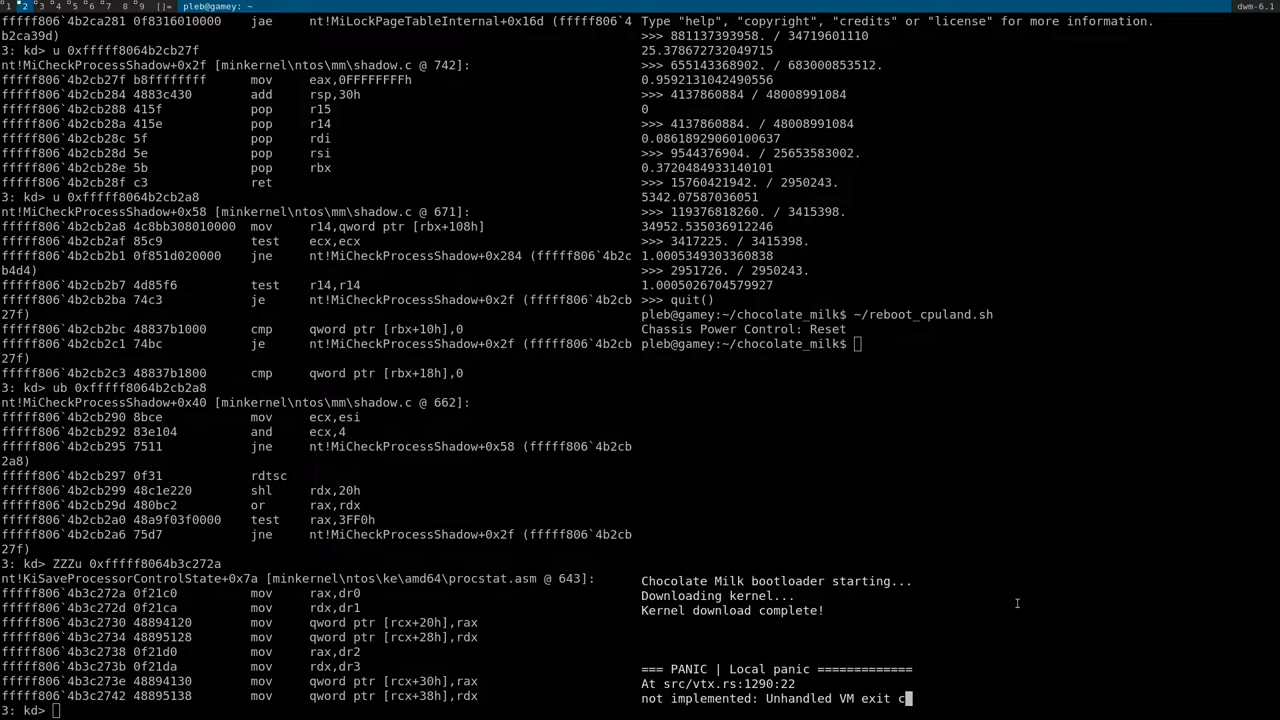 1 2 3 4 5 6 7 8 9 []= pleb@gamey: ~ dwm-6.1
b2ca281 0f8316010000 jae nt!MiLockPageTableInternal+0x16d (fffff806`4
b2ca39d)
3: kd> u 0xfffff8064b2cb27f
nt!MiCheckProcessShadow+0x2f [minkernel\ntos\mm\shadow.c @ 742]:
fffff806`4b2cb27f b8ffffffff mov eax,0FFFFFFFFh
fffff806`4b2cb284 4883c430 add rsp,30h
fffff806`4b2cb288 415f pop r15
fffff806`4b2cb28a 415e pop r14
fffff806`4b2cb28c 5f pop rdi
fffff806`4b2cb28d 5e pop rsi
fffff806`4b2cb28e 5b pop rbx
fffff806`4b2cb28f c3 ret
3: kd> u 0xfffff8064b2cb2a8
nt!MiCheckProcessShadow+0x58 [minkernel\ntos\mm\shadow.c @ 671]:
fffff806`4b2cb2a8 4c8bb308010000 mov r14,qword ptr [rbx+108h]
fffff806`4b2cb2af 85c9 test ecx,ecx
fffff806`4b2cb2b1 0f851d020000 jne nt!MiCheckProcessShadow+0x284 (fffff806`4b2c
b4d4)
fffff806`4b2cb2b7 4d85f6 test r14,r14
fffff806`4b2cb2ba 74c3 je nt!MiCheckProcessShadow+0x2f (fffff806`4b2cb
27f)
fffff806`4b2cb2bc 48837b1000 cmp qword ptr [rbx+10h],0
fffff806`4b2cb2c1 74bc je nt!MiCheckProcessShadow+0x2f (fffff806`4b2cb
27f)
fffff806`4b2cb2c3 48837b1800 cmp qword ptr [rbx+18h],0
3: kd> ub 0xfffff8064b2cb2a8
nt!MiCheckProcessShadow+0x40 [minkernel\ntos\mm\shadow.c @ 662]:
fffff806`4b2cb290 8bce mov ecx,esi
fffff806`4b2cb292 83e104 and ecx,4
fffff806`4b2cb295 7511 jne nt!MiCheckProcessShadow+0x58 (fffff806`4b2cb
2a8)
fffff806`4b2cb297 0f31 rdtsc
fffff806`4b2cb299 48c1e220 shl rdx,20h
fffff806`4b2cb29d 480bc2 or rax,rdx
fffff806`4b2cb2a0 48a9f03f0000 test rax,3FF0h
fffff806`4b2cb2a6 75d7 jne nt!MiCheckProcessShadow+0x2f (fffff806`4b2cb
27f)
3: kd> ZZZu 0xfffff8064b3c272a
nt!KiSaveProcessorControlState+0x7a [minkernel\ntos\ke\amd64\procstat.asm @ 643]:
fffff806`4b3c272a 0f21c0 mov rax,dr0
fffff806`4b3c272d 0f21ca mov rdx,dr1
fffff806`4b3c2730 48894120 mov qword ptr [rcx+20h],rax
fffff806`4b3c2734 48895128 mov qword ptr [rcx+28h],rdx
fffff806`4b3c2738 0f21d0 mov rax,dr2
fffff806`4b3c273b 0f21da mov rdx,dr3
fffff806`4b3c273e 48894130 mov qword ptr [rcx+30h],rax
fffff806`4b3c2742 48895138 mov qword ptr [rcx+38h],rdx
3: kd>
Type "help", "copyright", "credits" or "license" for more information.
>>> 881137393958. / 34719601110
25.378672732049715
>>> 655143368902. / 683000853512.
0.9592131042490556
>>> 4137860884 / 48008991084
0
>>> 4137860884. / 48008991084
0.08618929060100637
>>> 9544376904. / 25653583002.
0.3720484933140101
>>> 15760421942. / 2950243.
5342.07587036051
>>> 119376818260. / 3415398.
34952.535036912246
>>> 3417225. / 3415398.
1.0005349303360838
>>> 2951726. / 2950243.
1.0005026704579927
>>> quit()
pleb@gamey:~/chocolate_milk$ ~/reboot_cpuland.sh
Chassis Power Control: Reset
pleb@gamey:~/chocolate_milk$
Chocolate Milk bootloader starting...
Downloading kernel...
Kernel download complete!
=== PANIC | Local panic =============
At src/vtx.rs:1290:22
not implemented: Unhandled VM exit c